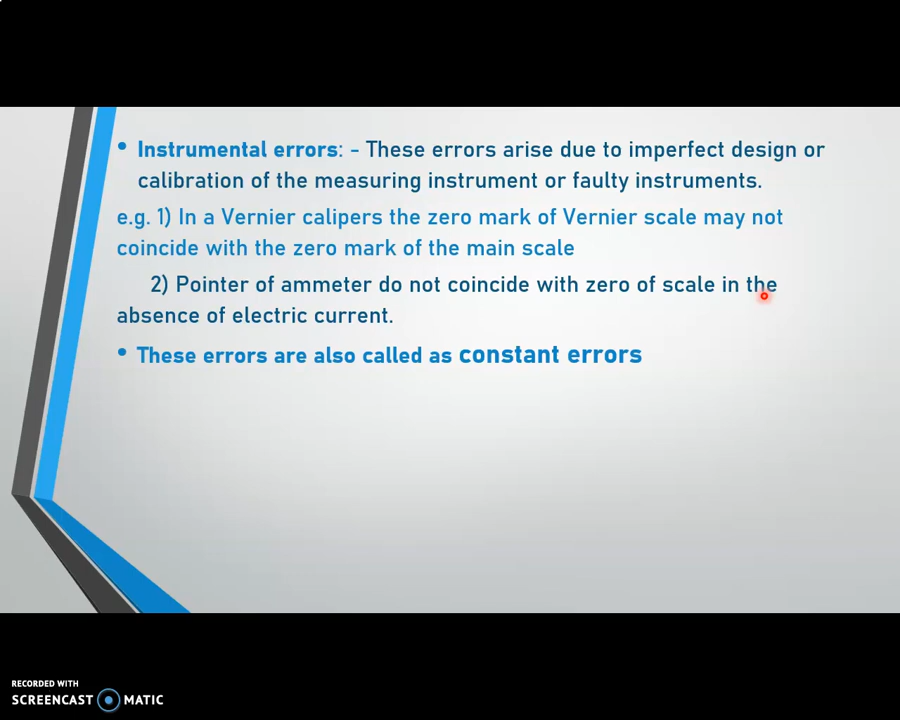 • Instrumental errors: - These errors arise due to imperfect design or
calibration of the measuring instrument or faulty instruments.
e.g. 1) In a Vernier calipers the zero mark of Vernier scale may not
coincide with the zero mark of the main scale
2) Pointer of ammeter do not coincide with zero of scale in the
absence of electric current.
• These errors are also called as constant errors
RECORDED WITH
SCREENCAST MATIC